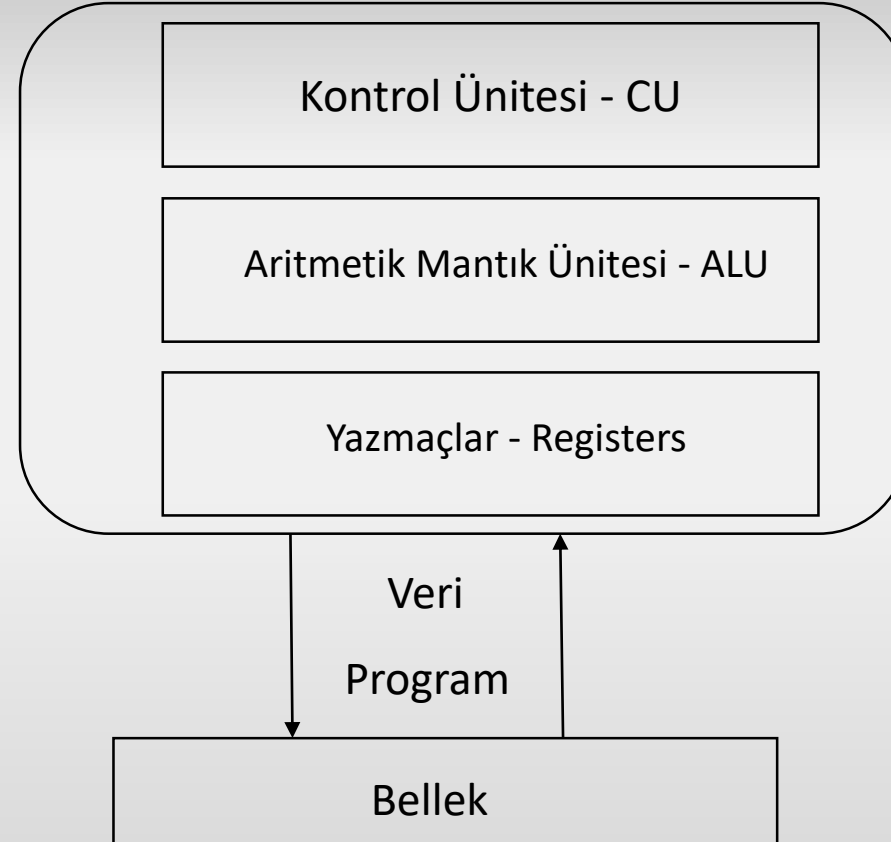 Kontrol Ünitesi - CU
Aritmetik Mantık Ünitesi - ALU
Yazmaçlar - Registers
Veri
Program
Bellek